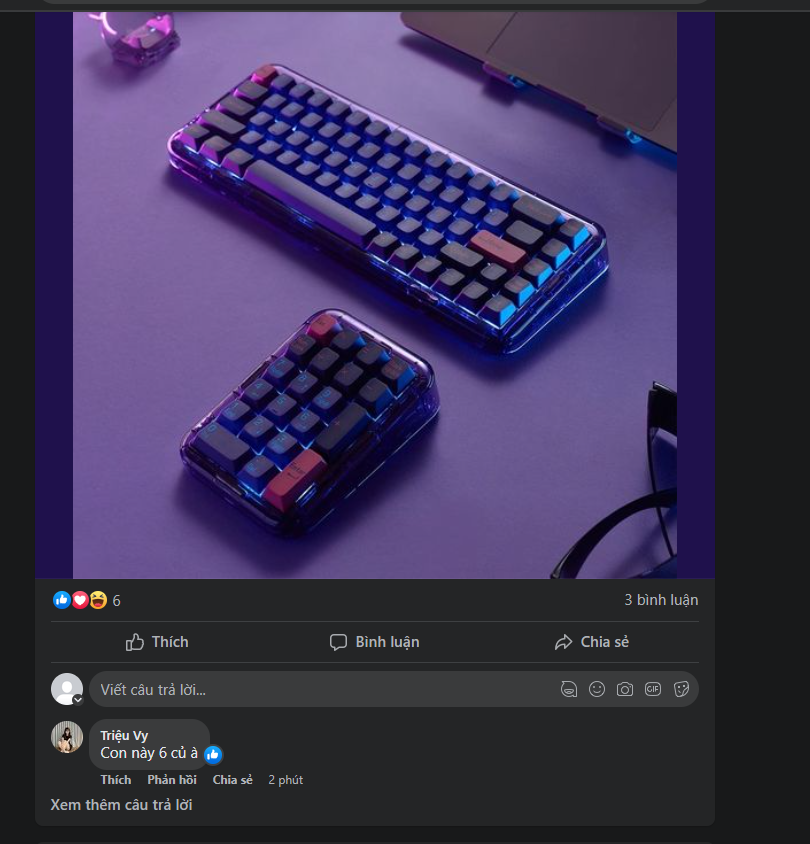 6
3 bình luận
Thích
Bình luận
Chia sẻ
Viết câu trả lời...
GIF
Triệu Vy
Con này 6 củ à
Thích Phản hồi Chia sẻ 2 phút
Xem thêm câu trả lời